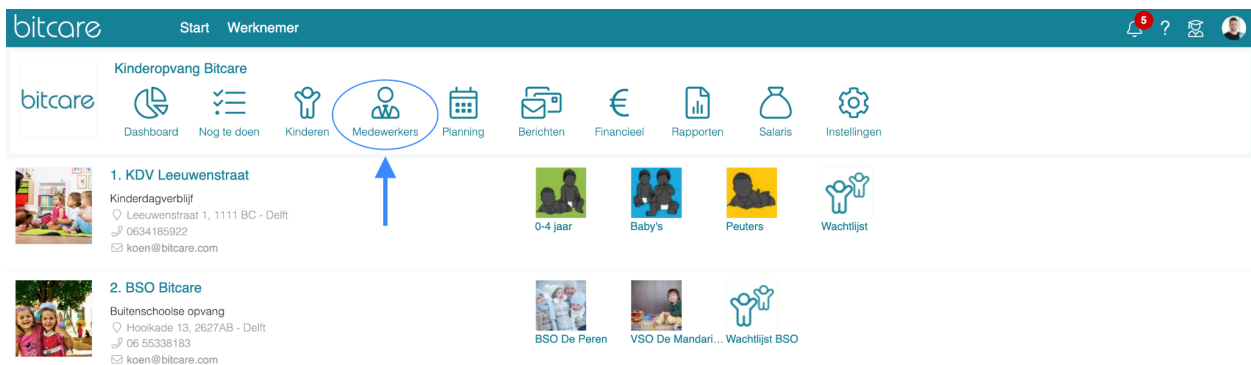 bitcare Start Werknemer 5 ?
Kinderopvang Bitcare
bitcare
Dashboard Nog te doen Kinderen Medewerkers Planning Berichten Financieel Rapporten Salaris Instellingen
1. KDV Leeuwenstraat
Kinderdagverblijf
Leeuwenstraat 1, 1111 BC - Delft
0634185922
koen@bitcare.com
0-4 jaar Baby's Peuters Wachtlijst
2. BSO Bitcare
Buitenschoolse opvang
Hooikade 13, 2627AB - Delft
06 55338183
koen@bitcare.com
BSO De Peren VSO De Mandari... Wachtlijst BSO